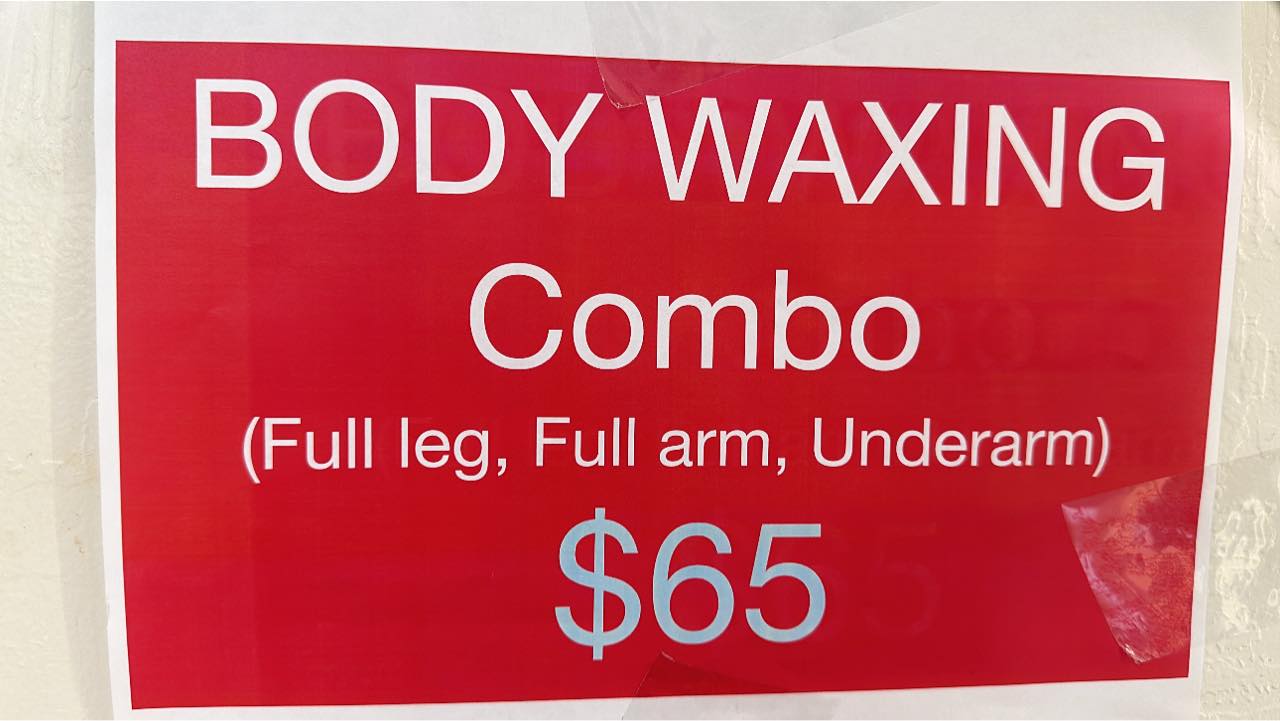 BODY WAXING
Combo
(Full leg, Full arm, Underarm)
$65